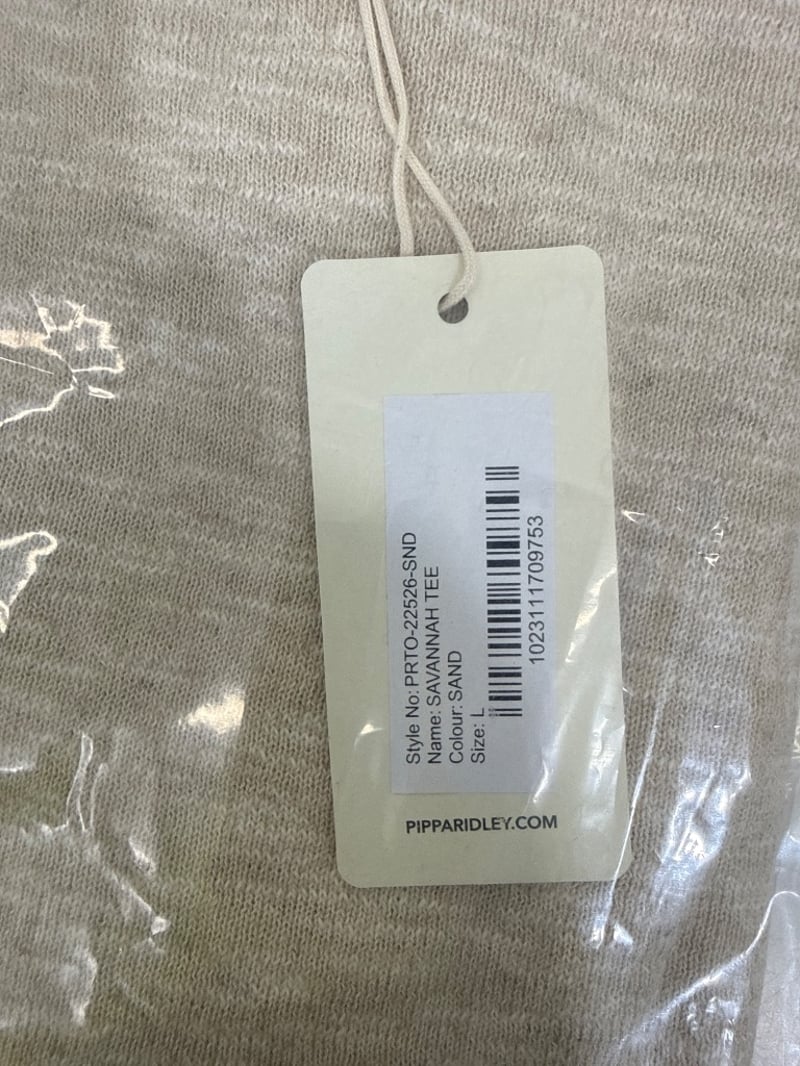 Style No: PRTO-22526-SND
Name: SAVANNAH TEE
Colour: SAND
Size: L
1023111709753
PIPPARIDLEY.COM